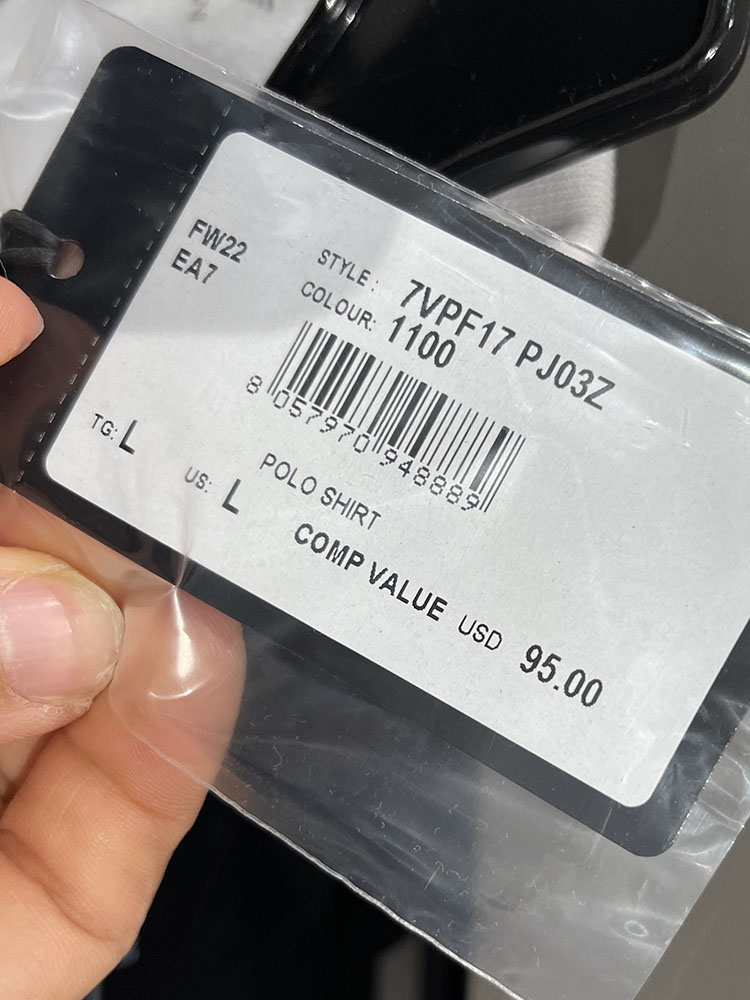 FW22
EA7
STYLE: 7VPF17 PJ03Z
COLOUR: 1100
8 057970 948889
TG: L
US: L
POLO SHIRT
COMP VALUE USD 95.00